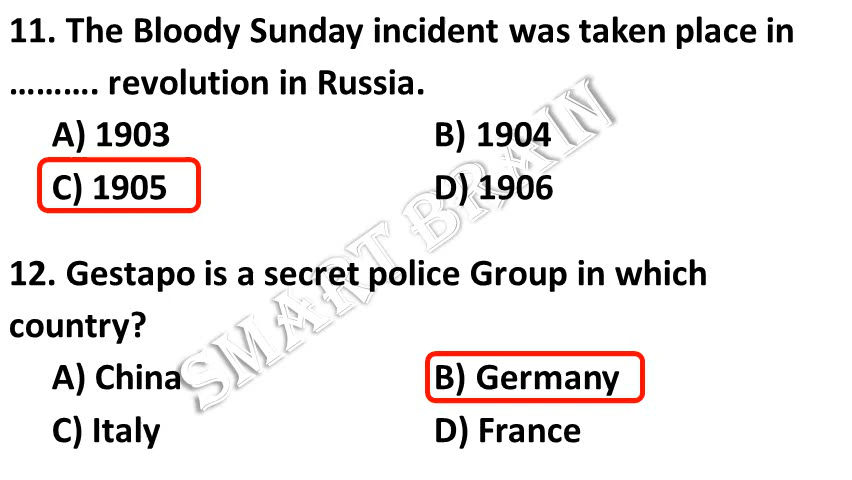 11. The Bloody Sunday incident was taken place in
.......... revolution in Russia.
A) 1903 B) 1904
C) 1905 D) 1906
12. Gestapo is a secret police Group in which
country?
A) China B) Germany
C) Italy D) France
SMART BRAIN